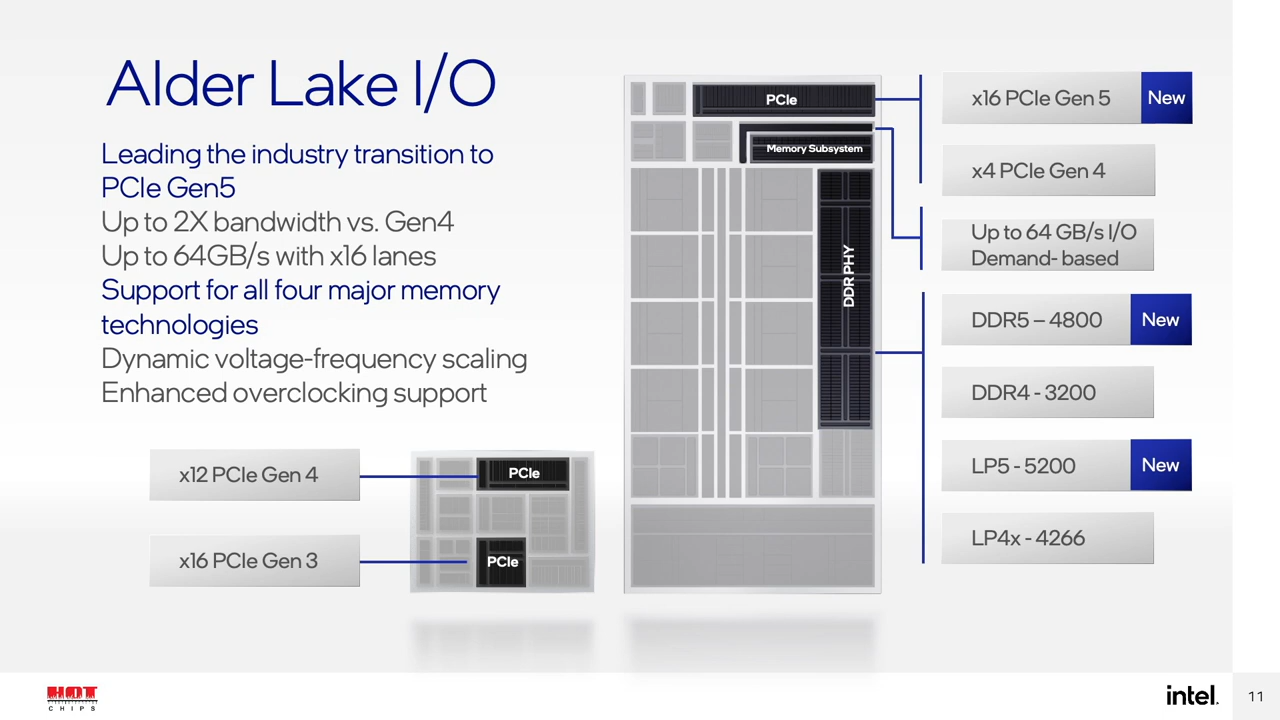 Alder Lake I/O
Leading the industry transition to
PCIe Gen5
Up to 2X bandwidth vs. Gen4
Up to 64GB/s with x16 lanes
Support for all four major memory
technologies
Dynamic voltage-frequency scaling
Enhanced overclocking support
x12 PCIe Gen 4
x16 PCIe Gen 3
PCIe
PCIe
PCIe
Memory Subsystem
DDR PHY
x16 PCIe Gen 5 New
x4 PCIe Gen 4
Up to 64 GB/s I/O
Demand- based
DDR5 – 4800 New
DDR4 - 3200
LP5 - 5200 New
LP4x - 4266
HOT
CHIPS
intel.
11